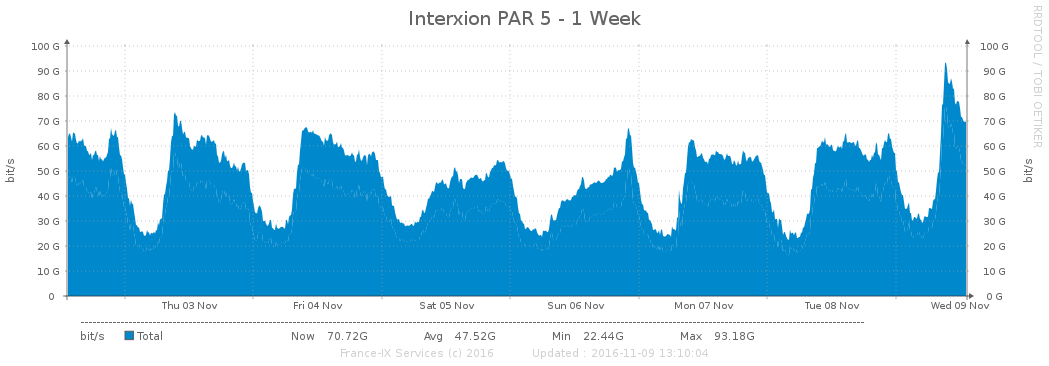 Interxion PAR 5 - 1 Week
RRDTOOL / TOBI OETIKER
bit/s
100 G
90 G
80 G
70 G
60 G
50 G
40 G
30 G
20 G
10 G
0
100 G
90 G
80 G
70 G
60 G
50 G
40 G
30 G
20 G
10 G
0 G
bit/s
Thu 03 Nov Fri 04 Nov Sat 05 Nov Sun 06 Nov Mon 07 Nov Tue 08 Nov Wed 09 Nov
bit/s Total Now 70.72G Avg 47.52G Min 22.44G Max 93.18G
France-IX Services (c) 2016 Updated : 2016-11-09 13:10:04